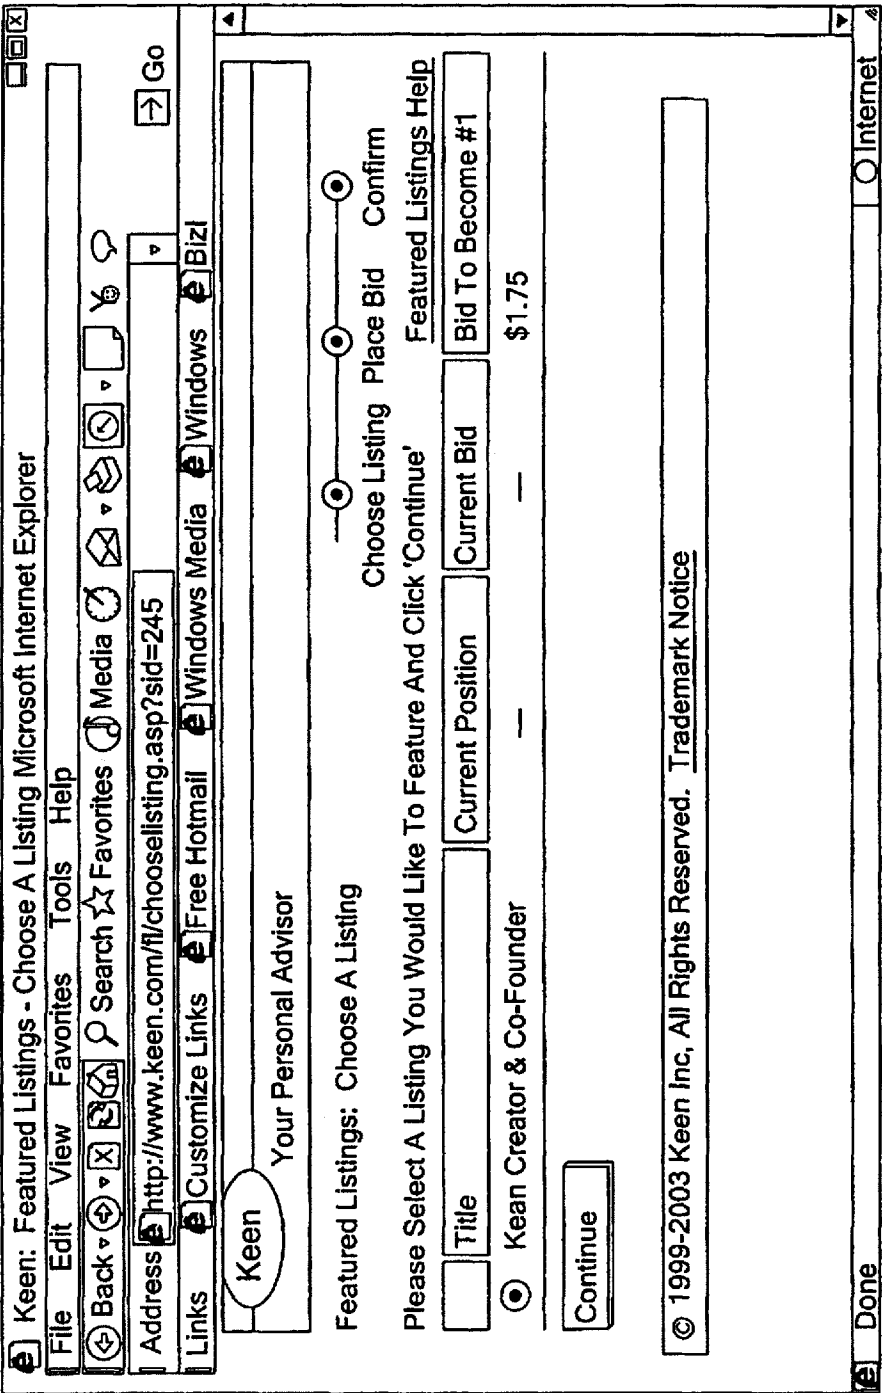 Keen: Featured Listings - Choose A Listing Microsoft Internet Explorer
File Edit View Favorites Tools Help
Back Search Favorites Media
Address http://www.keen.com/fl/chooselisting.asp?sid=245 Go
Links Customize Links Free Hotmail Windows Media Windows Bizl
Keen
Your Personal Advisor
Featured Listings: Choose A Listing
Choose Listing Place Bid Confirm
Please Select A Listing You Would Like To Feature And Click 'Continue' Featured Listings Help
Title Current Position Current Bid Bid To Become #1
Kean Creator & Co-Founder — — $1.75
Continue
© 1999-2003 Keen Inc, All Rights Reserved. Trademark Notice
Done Internet